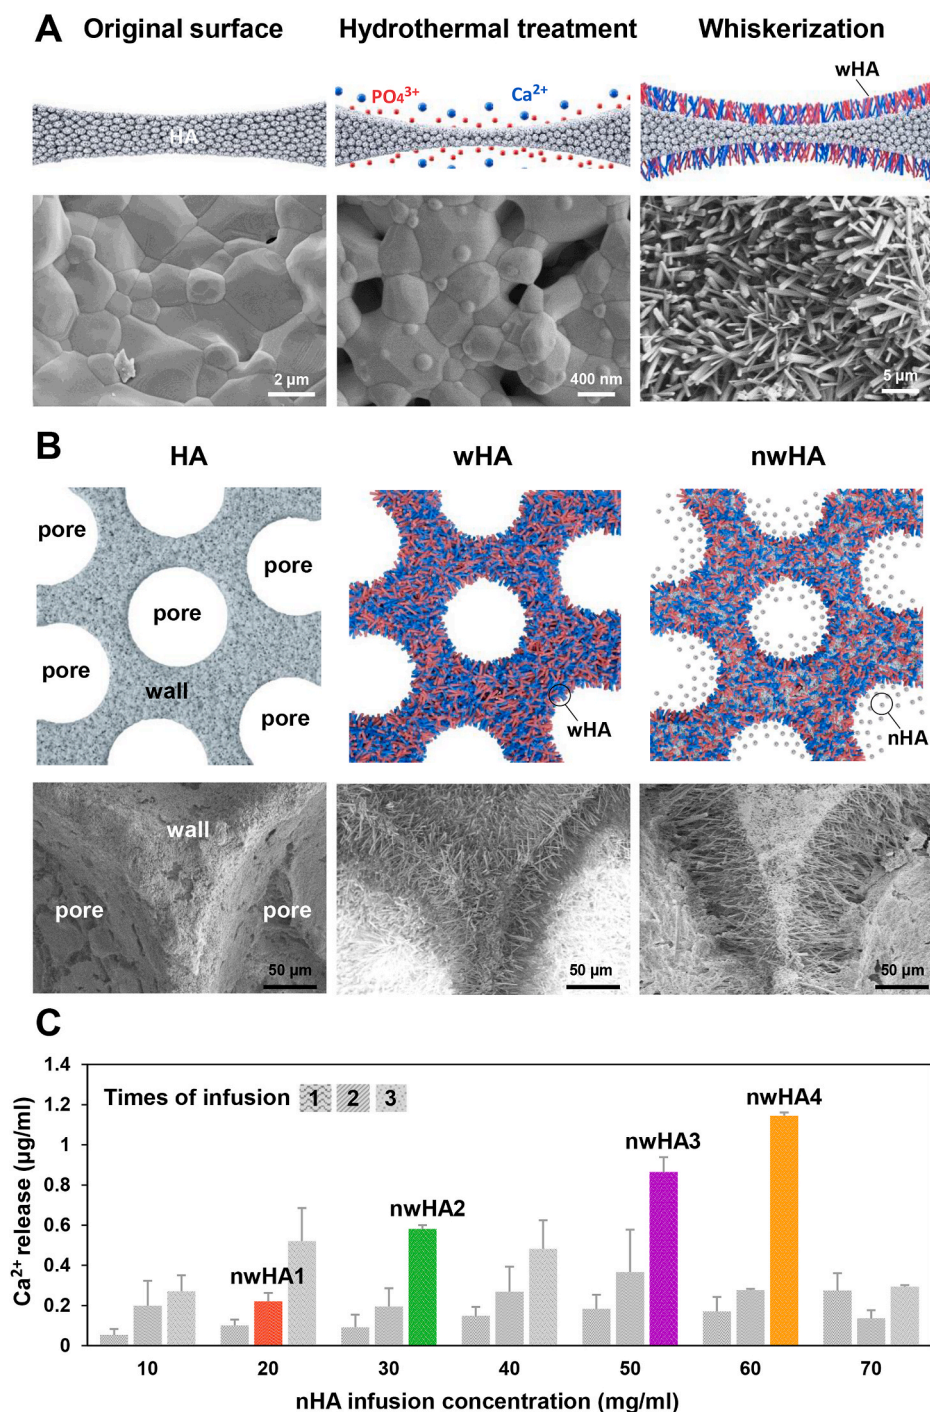 A
Original surface
Hydrothermal treatment
Whiskerization
wHA
PO₄³⁺
Ca²⁺
HA
2 µm
400 nm
5 µm
B
HA
wHA
nwHA
pore
pore
pore
pore
wall
pore
wHA
nHA
wall
pore
pore
50 µm
50 µm
50 µm
C
1.4
1.2
1
0.8
0.6
0.4
0.2
0
Ca²⁺ release (µg/ml)
Times of infusion 1 2 3
nwHA1
nwHA2
nwHA3
nwHA4
10 20 30 40 50 60 70
nHA infusion concentration (mg/ml)